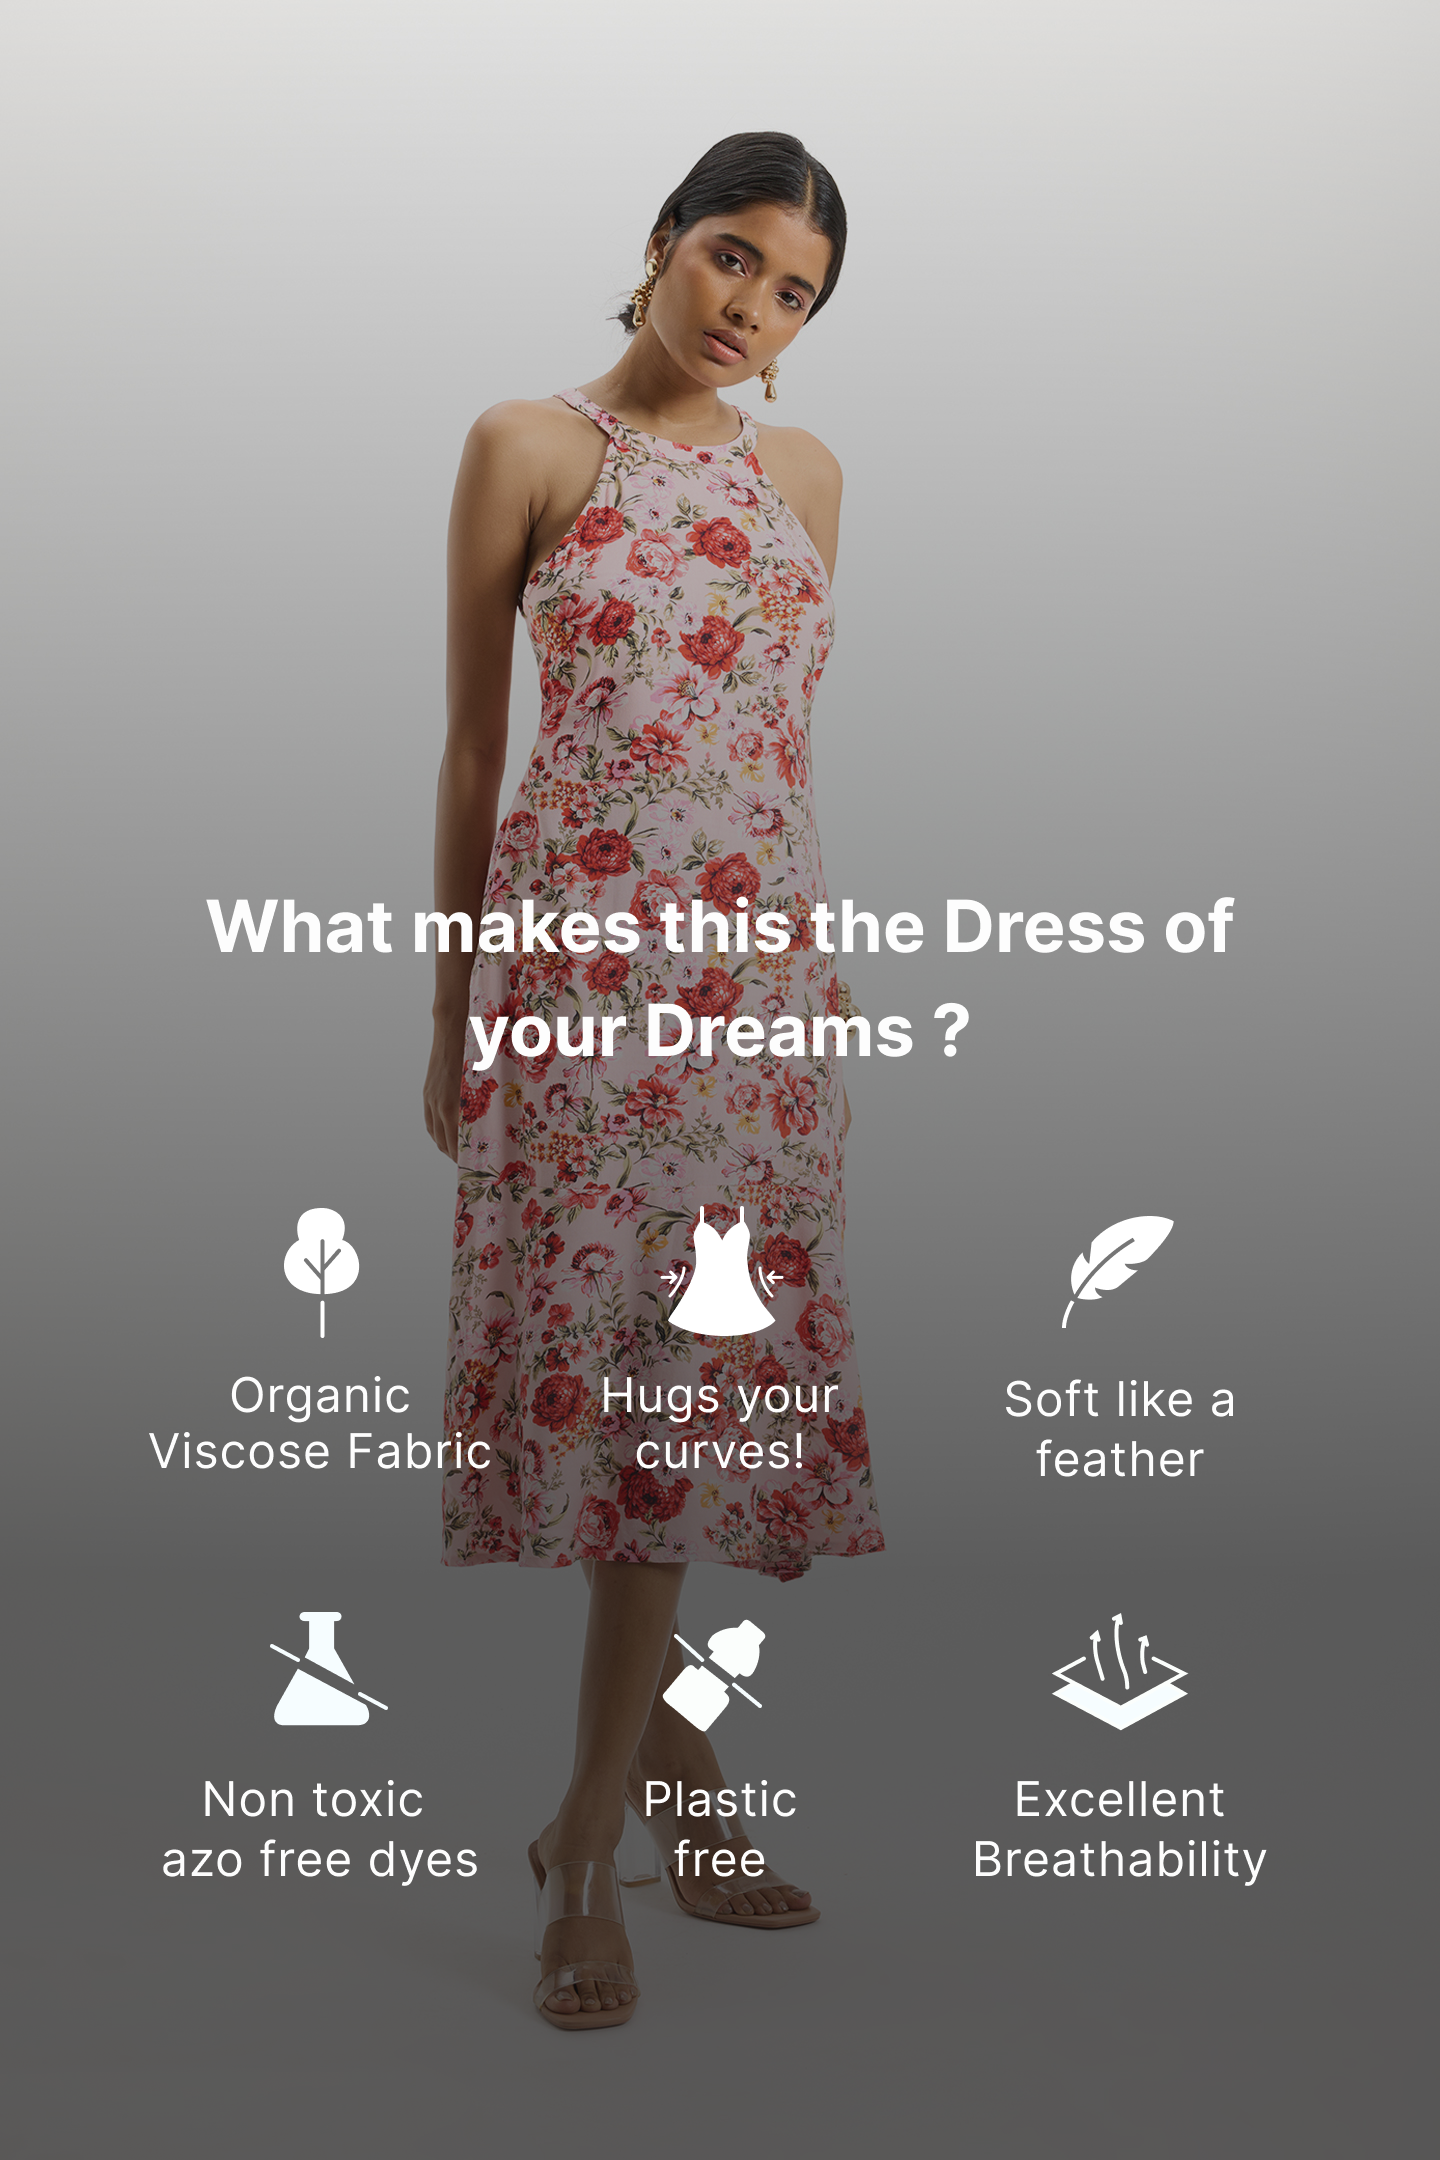 What makes this the Dress of
your Dreams ?
Organic
Viscose Fabric
Hugs your
curves!
Soft like a
feather
Non toxic
azo free dyes
Plastic
free
Excellent
Breathability